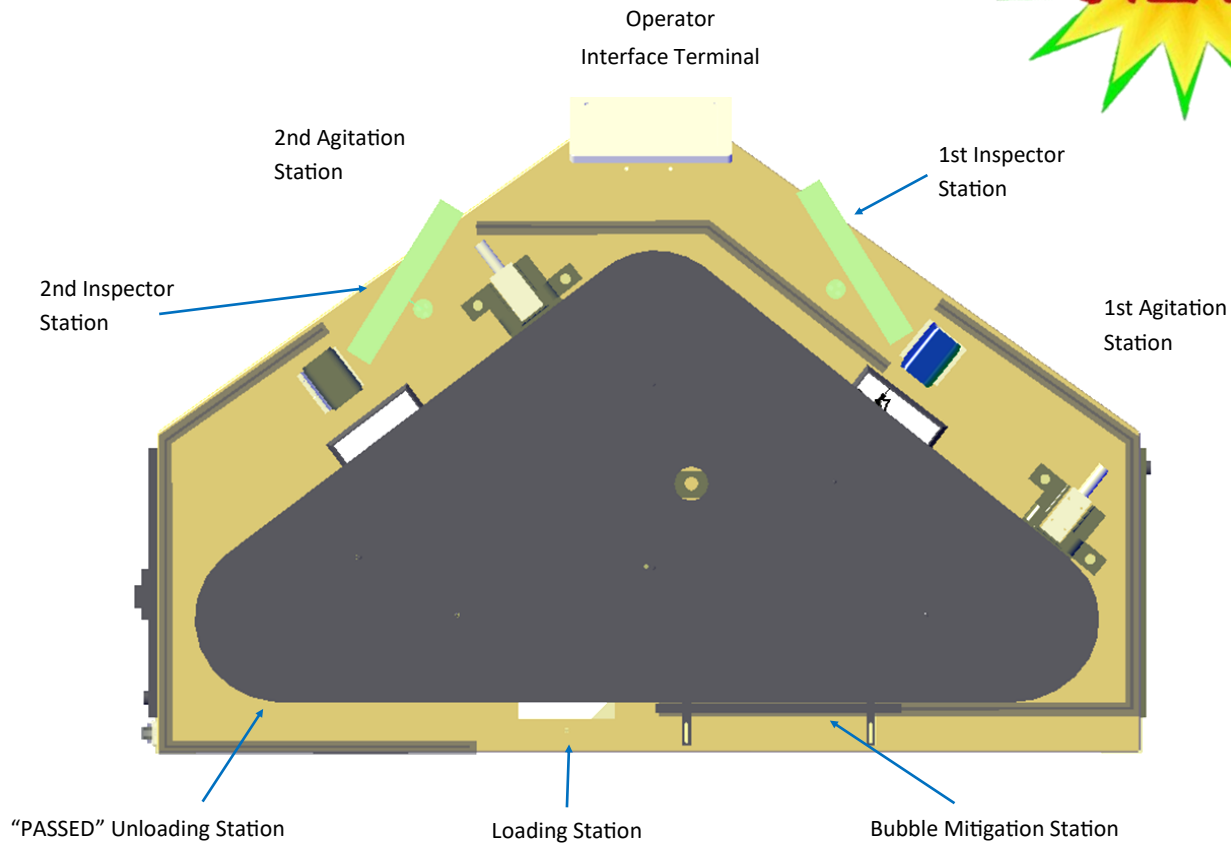 Operator
Interface Terminal
2nd Agitation
Station
1st Inspector
Station
2nd Inspector
Station
1st Agitation
Station
"PASSED" Unloading Station
Loading Station
Bubble Mitigation Station